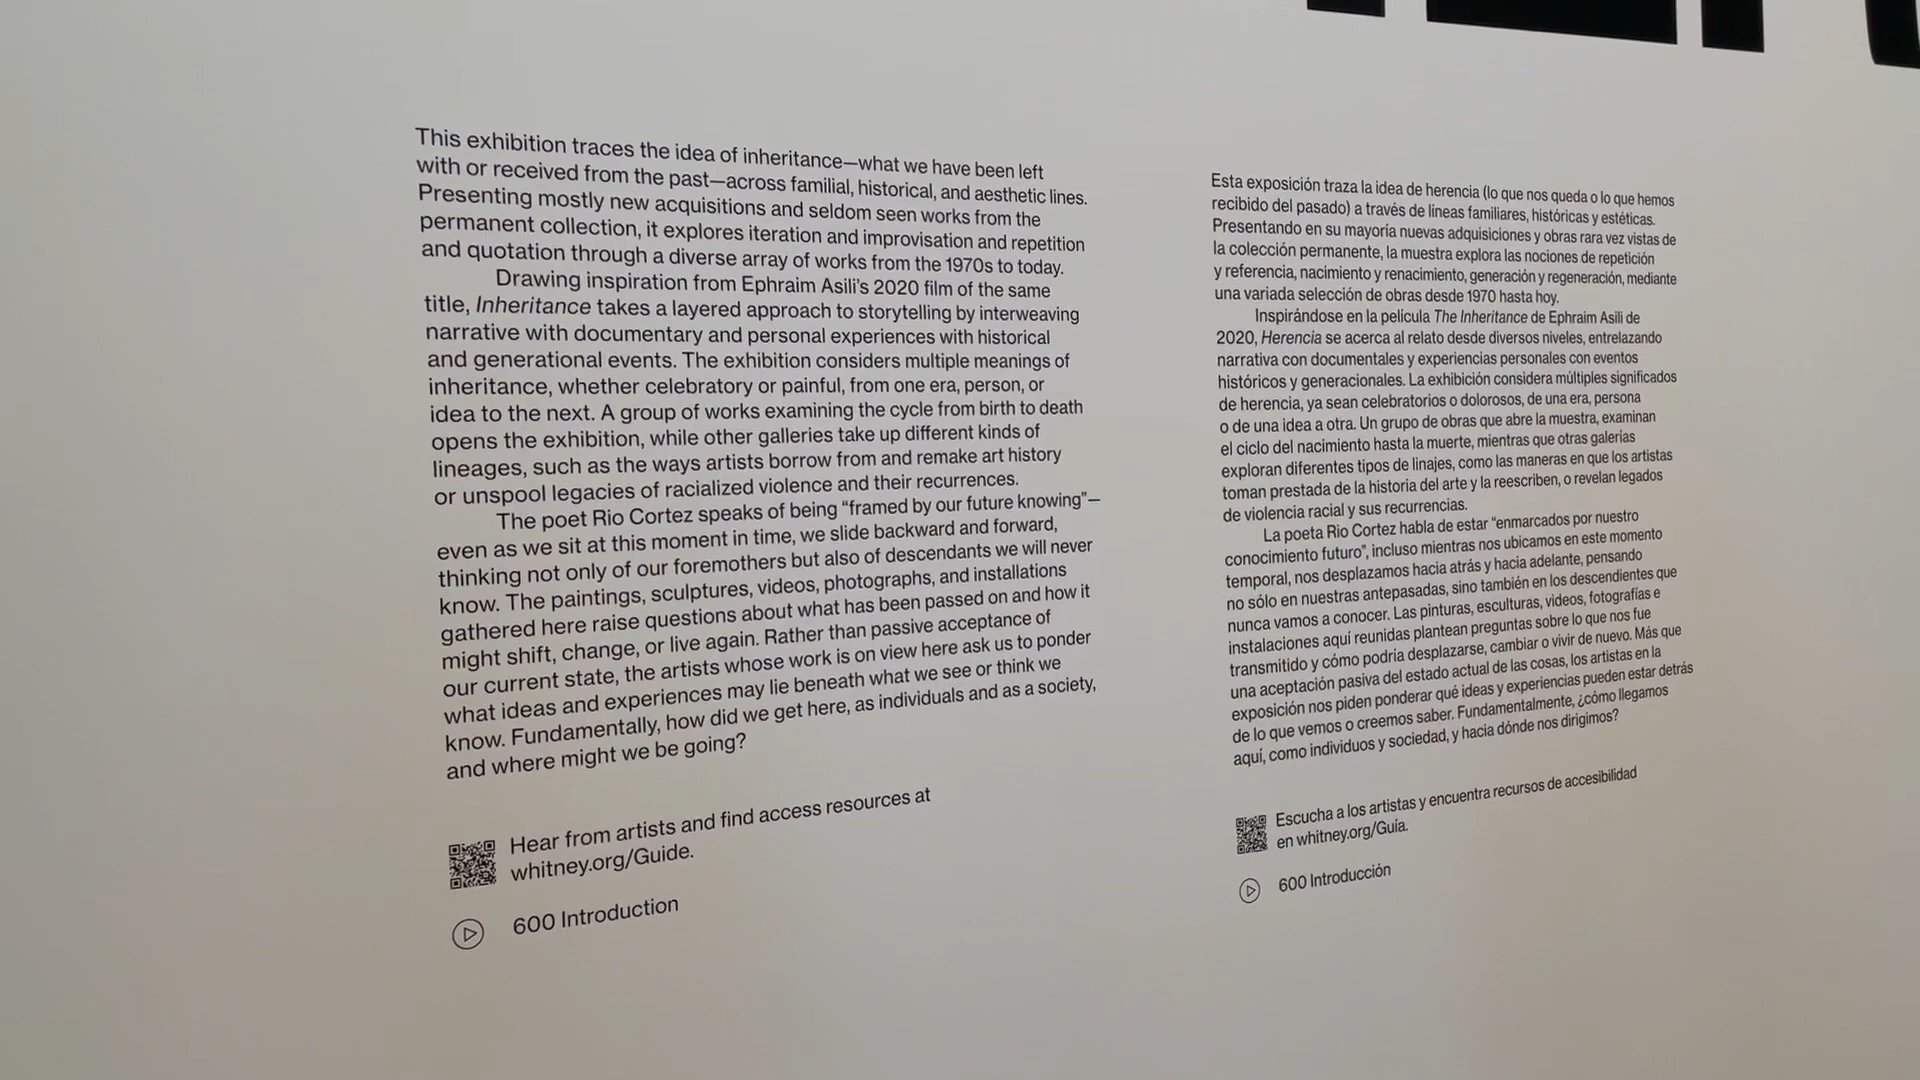 This exhibition traces the idea of inheritance—what we have been left
with or received from the past—across familial, historical, and aesthetic lines.
Presenting mostly new acquisitions and seldom seen works from the
permanent collection, it explores iteration and improvisation and repetition
and quotation through a diverse array of works from the 1970s to today.
Drawing inspiration from Ephraim Asili's 2020 film of the same
title, Inheritance takes a layered approach to storytelling by interweaving
narrative with documentary and personal experiences with historical
and generational events. The exhibition considers multiple meanings of
inheritance, whether celebratory or painful, from one era, person, or
idea to the next. A group of works examining the cycle from birth to death
opens the exhibition, while other galleries take up different kinds of
lineages, such as the ways artists borrow from and remake art history
or unspool legacies of racialized violence and their recurrences.
The poet Rio Cortez speaks of being “framed by our future knowing”—
even as we sit at this moment in time, we slide backward and forward,
thinking not only of our foremothers but also of descendants we will never
know. The paintings, sculptures, videos, photographs, and installations
gathered here raise questions about what has been passed on and how it
might shift, change, or live again. Rather than passive acceptance of
our current state, the artists whose work is on view here ask us to ponder
what ideas and experiences may lie beneath what we see or think we
know. Fundamentally, how did we get here, as individuals and as a society,
and where might we be going?
Hear from artists and find access resources at
whitney.org/Guide.
600 Introduction
Esta exposición traza la idea de herencia (lo que nos queda o lo que hemos
recibido del pasado) a través de lineas familiares, históricas y estéticas.
Presentando en su mayoría nuevas adquisiciones y obras rara vez vistas de
la colección permanente, la muestra explora las nociones de repetición
y referencia, nacimiento y renacimiento, generación y regeneración, mediante
una variada selección de obras desde 1970 hasta hoy.
Inspirándose en la pelicula The Inheritance de Ephraim Asili de
2020, Herencia se acerca al relato desde diversos niveles, entrelazando
narrativa con documentales y experiencias personales con eventos
históricos y generacionales. La exhibición considera múltiples significados
de herencia, ya sean celebratorios o dolorosos, de una era, persona
o de una idea a otra. Un grupo de obras que abre la muestra, examinan
el ciclo del nacimiento hasta la muerte, mientras que otras galerías
exploran diferentes tipos de linajes, como las maneras en que los artistas
toman prestada de la historia del arte y la reescriben, o revelan legados
de violencia racial y sus recurrencias.
La poeta Rio Cortez habla de estar “enmarcados por nuestro
conocimiento futuro”, incluso mientras nos ubicamos en este momento
temporal, nos desplazamos hacia atrás y hacia adelante, pensando
no sólo en nuestras antepasadas, sino también en los descendientes que
nunca vamos a conocer. Las pinturas, esculturas, videos, fotografías e
instalaciones aquí reunidas plantean preguntas sobre lo que nos fue
transmitido y cómo podría desplazarse, cambiar o vivir de nuevo. Más que
una aceptación pasiva del estado actual de las cosas, los artistas en la
exposición nos piden ponderar qué ideas y experiencias pueden estar detrás
de lo que vemos o creemos saber. Fundamentalmente, ¿cómo llegamos
aquí, como individuos y sociedad, y hacia dónde nos dirigimos?
Escucha a los artistas y encuentra recursos de accesibilidad
en whitney.org/Guía.
600 Introducción